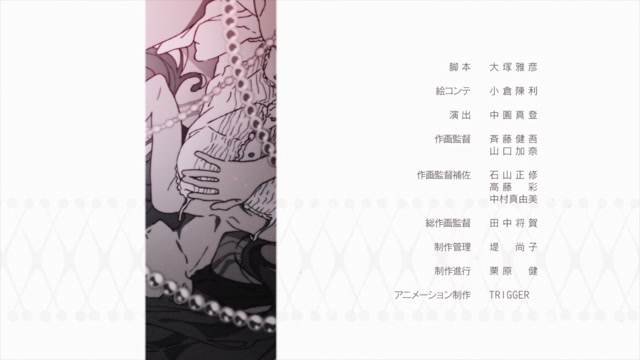 脚本 大塚雅彦
絵コンテ 小倉陳利
演出 中園真登
作画監督 斉藤健吾
山口加奈
作画監督補佐 石山正修
高藤 彩
中村真由美
総作画監督 田中将賀
制作管理 堤 尚子
制作進行 栗原 健
アニメーション制作 TRIGGER